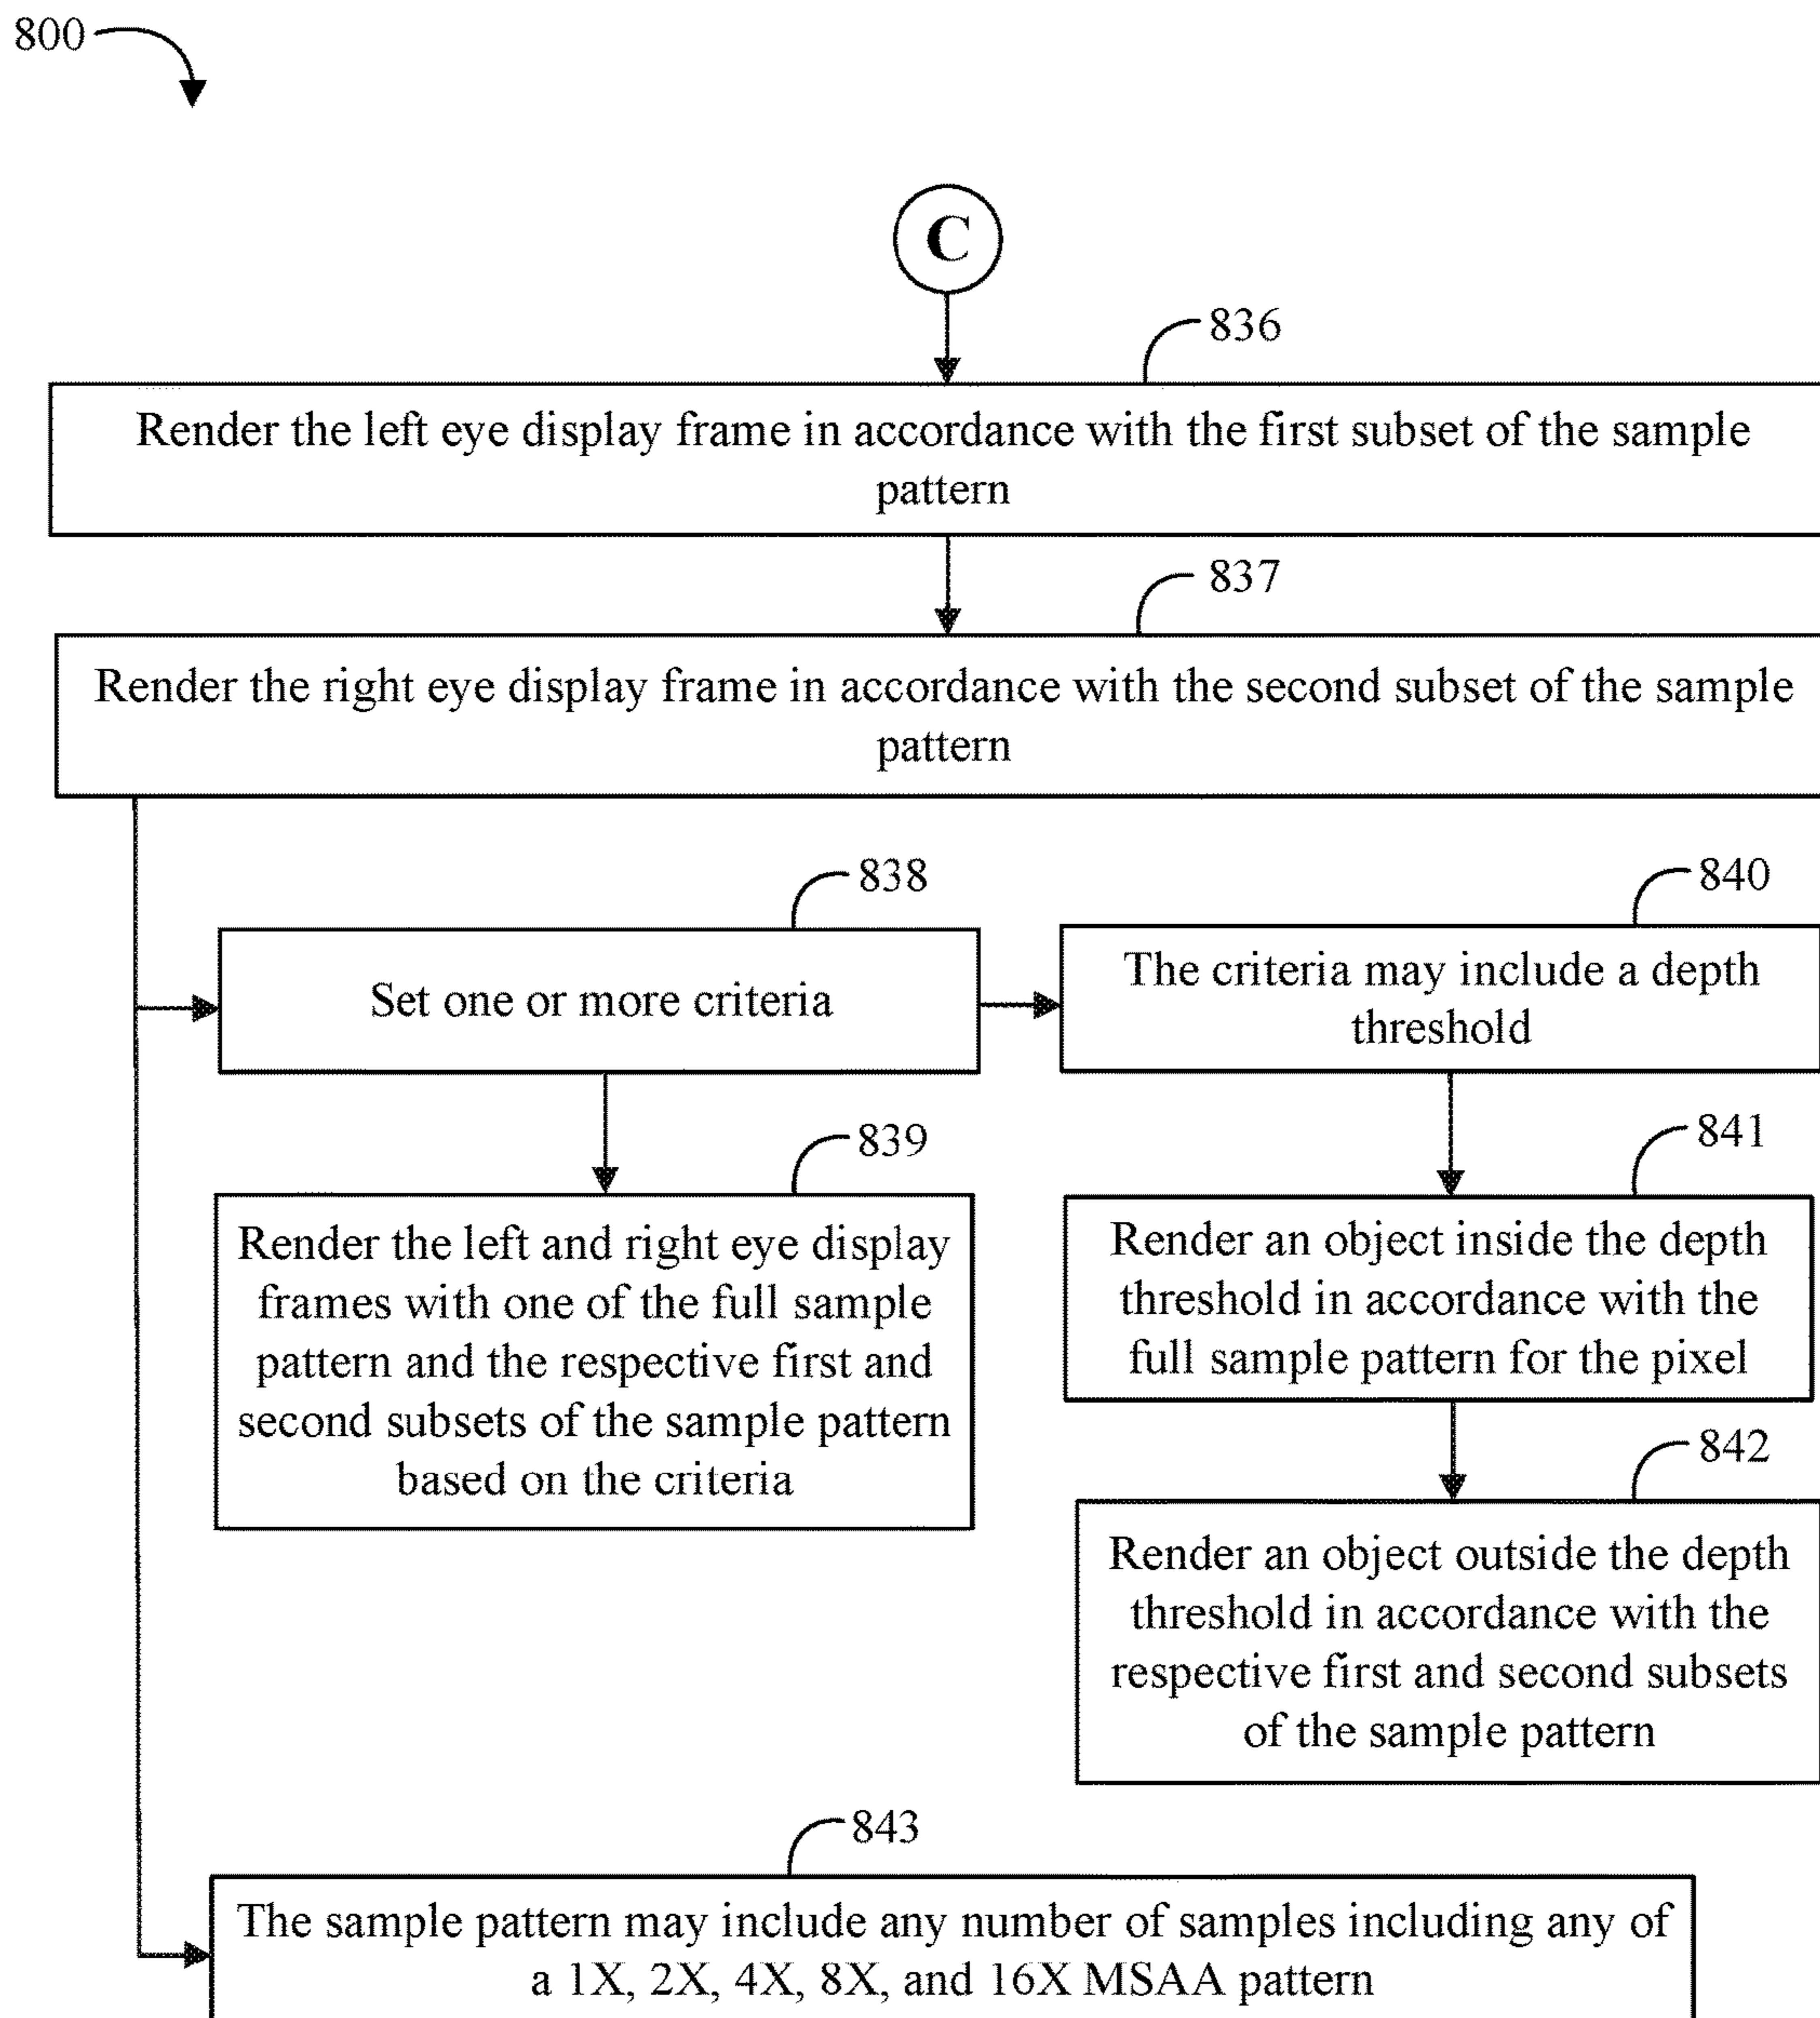 800
C
836
Render the left eye display frame in accordance with the first subset of the sample
pattern
837
Render the right eye display frame in accordance with the second subset of the sample
pattern
838
Set one or more criteria
840
The criteria may include a depth
threshold
839
Render the left and right eye display
frames with one of the full sample
pattern and the respective first and
second subsets of the sample pattern
based on the criteria
841
Render an object inside the depth
threshold in accordance with the
full sample pattern for the pixel
842
Render an object outside the depth
threshold in accordance with the
respective first and second subsets
of the sample pattern
843
The sample pattern may include any number of samples including any of
a 1X, 2X, 4X, 8X, and 16X MSAA pattern